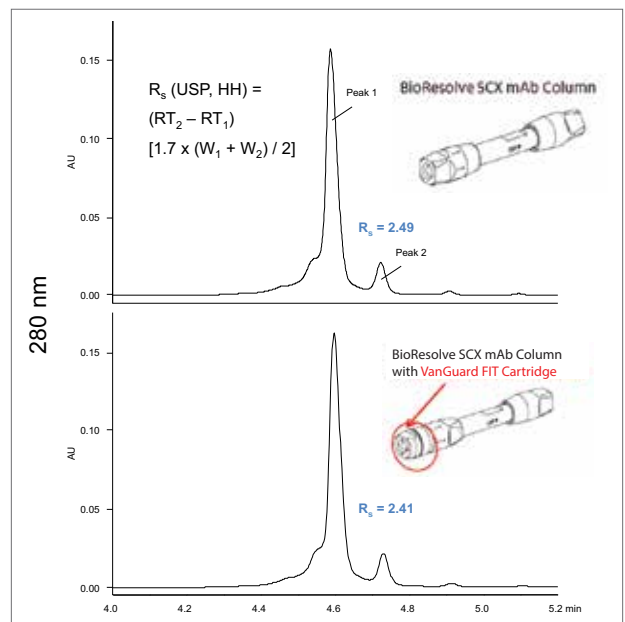 280 nm
AU
0.15
0.10
0.05
0.00
R_s (USP, HH) =
(RT₂ – RT₁)
[1.7 x (W₁ + W₂) / 2]
Peak 1
BioResolve SCX mAb Column
R_s = 2.49
Peak 2
AU
0.15
0.10
0.05
0.00
BioResolve SCX mAb Column
with VanGuard FIT Cartridge
R_s = 2.41
4.0 4.2 4.4 4.6 4.8 5.0 5.2 min